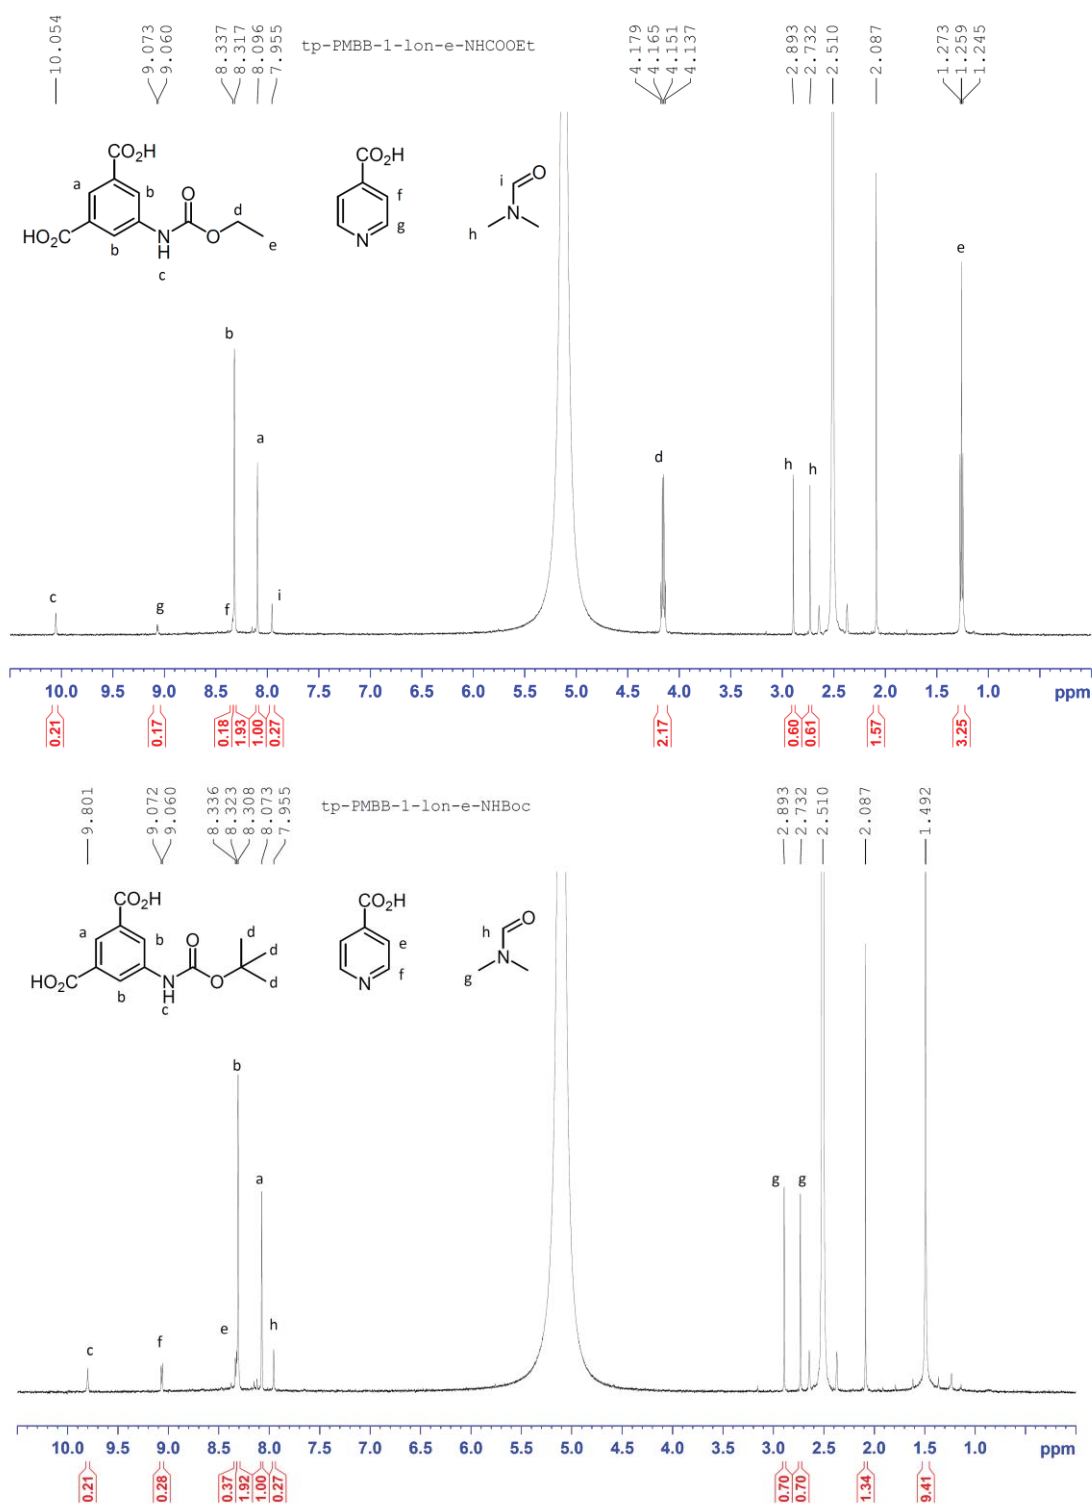 10.054
9.073
9.060
8.337
8.317
8.096
7.955
tp-PMBB-1-lon-e-NHCOOEt
4.179
4.165
4.151
4.137
2.893
2.732
2.510
2.087
1.273
1.259
1.245
CO₂H
a
b
O
d
HO₂C
b
N
H
O
e
c
CO₂H
f
g
N
i
O
N
h
e
b
a
d
h
h
c
g
f
i
10.0 9.5 9.0 8.5 8.0 7.5 7.0 6.5 6.0 5.5 5.0 4.5 4.0 3.5 3.0 2.5 2.0 1.5 1.0 ppm
0.21 0.17 0.18 1.93 1.00 0.27 2.17 0.60 0.61 1.57 3.25
9.801
9.072
9.060
8.336
8.323
8.308
8.073
7.955
tp-PMBB-1-lon-e-NHBoc
2.893
2.732
2.510
2.087
1.492
CO₂H
a
b
O
d
d
HO₂C
b
N
H
O
d
c
CO₂H
e
f
N
h
O
N
g
b
a
g
g
e
h
f
c
10.0 9.5 9.0 8.5 8.0 7.5 7.0 6.5 6.0 5.5 5.0 4.5 4.0 3.5 3.0 2.5 2.0 1.5 1.0 ppm
0.21 0.28 0.37 1.92 1.00 0.27 0.70 0.70 1.34 9.41